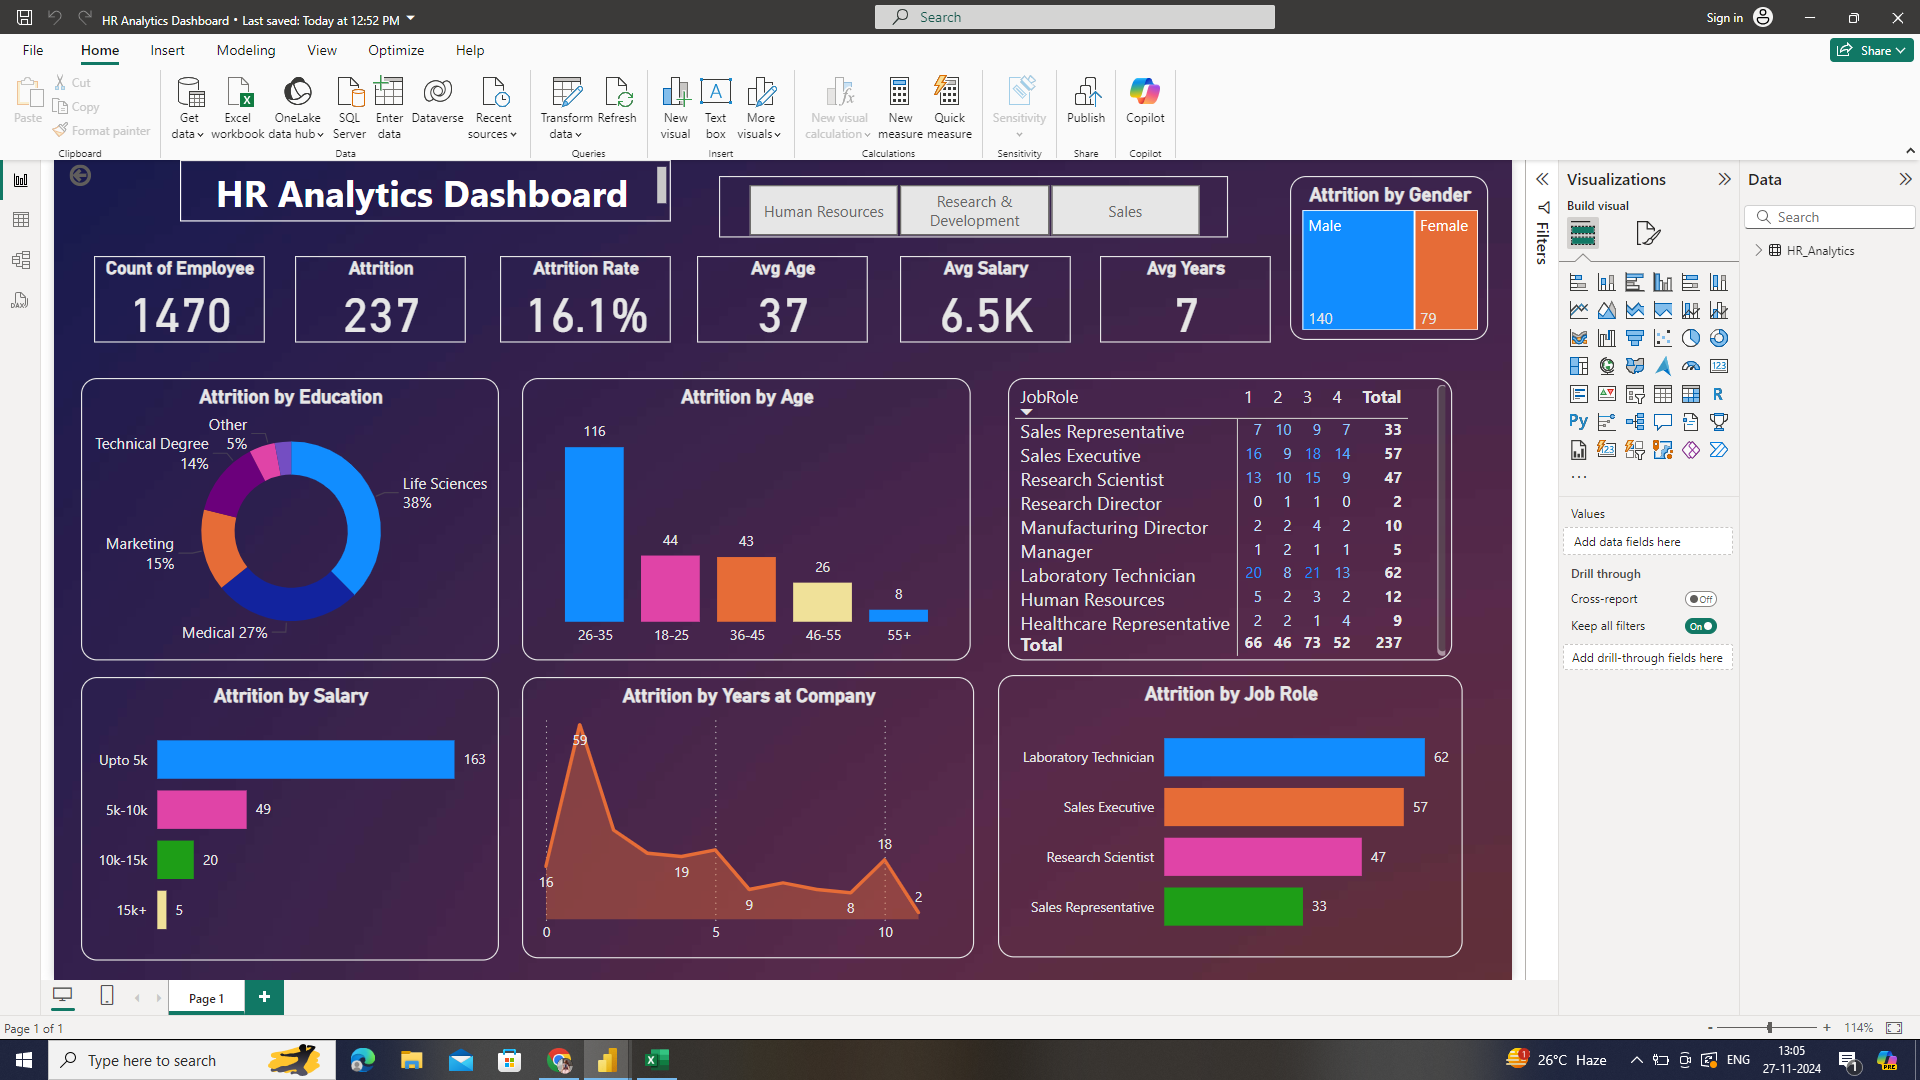 HR Analytics Dashboard • Last saved: Today at 12:52 PM
Search
Sign in
File
Home
Insert
Modeling
View
Optimize
Help
Share
Paste
Cut
Copy
Format painter
Clipboard
Get
data
Excel
workbook
OneLake
data hub
SQL
Server
Enter
data
Dataverse
Recent
sources
Data
Transform
data
Refresh
Queries
New
visual
Text
box
More
visuals
Insert
New visual
calculation
New
measure
Quick
measure
Calculations
Sensitivity
Sensitivity
Publish
Share
Copilot
Copilot
HR Analytics Dashboard
Human Resources
Research &
Development
Sales
Attrition by Gender
Male
Female
140
79
Count of Employee
1470
Attrition
237
Attrition Rate
16.1%
Avg Age
37
Avg Salary
6.5K
Avg Years
7
Attrition by Education
Other
5%
Technical Degree
14%
Life Sciences
38%
Marketing
15%
Medical 27%
Attrition by Age
116
44
43
26
8
26-35
18-25
36-45
46-55
55+
JobRole 1 2 3 4 Total
Sales Representative 7 10 9 7 33
Sales Executive 16 9 18 14 57
Research Scientist 13 10 15 9 47
Research Director 0 1 1 0 2
Manufacturing Director 2 2 4 2 10
Manager 1 2 1 1 5
Laboratory Technician 20 8 21 13 62
Human Resources 5 2 3 2 12
Healthcare Representative 2 2 1 4 9
Total 66 46 73 52 237
Attrition by Salary
Upto 5k 163
5k-10k 49
10k-15k 20
15k+ 5
Attrition by Years at Company
59
16
19
9
8
18
2
0
5
10
Attrition by Job Role
Laboratory Technician 62
Sales Executive 57
Research Scientist 47
Sales Representative 33
Filters
Visualizations
Build visual
123
R
Py
123
Values
Add data fields here
Drill through
Cross-report
Off
Keep all filters
On
Add drill-through fields here
Data
Search
HR_Analytics
DAX
Page 1
Page 1 of 1
- + 114%
Type here to search
26°C Haze
ENG
13:05
27-11-2024
1
1
PRE